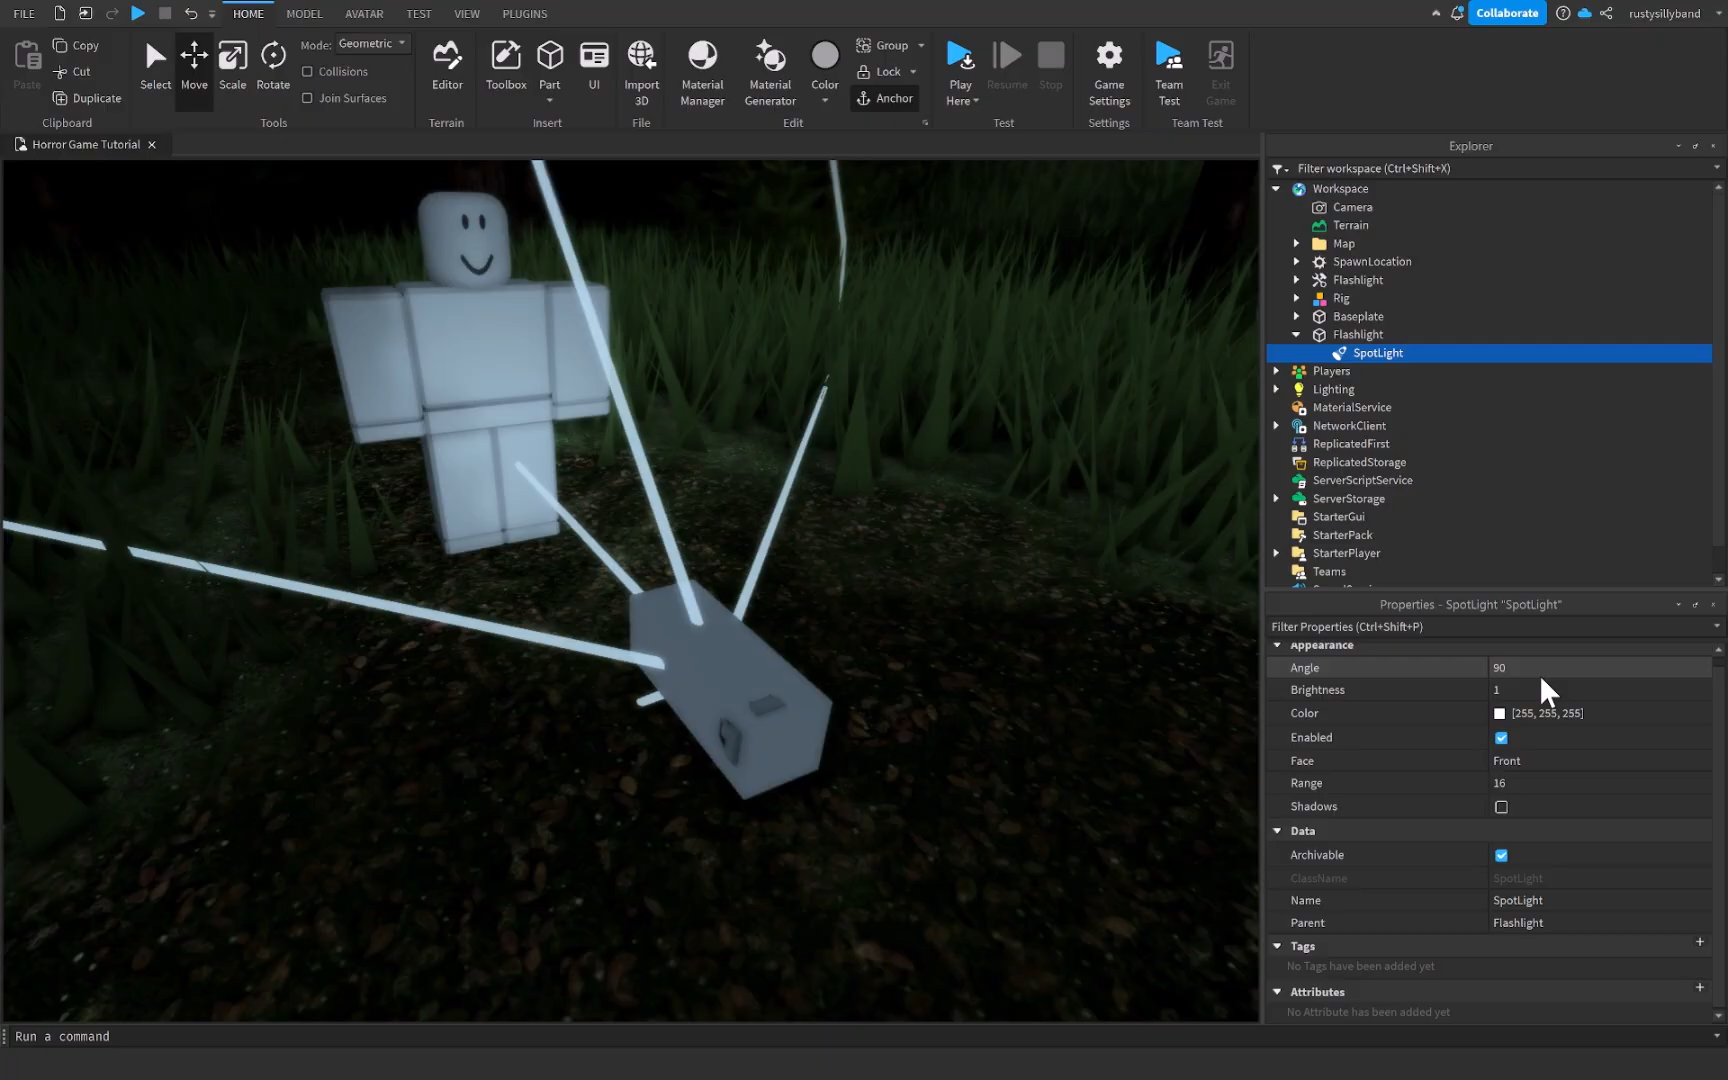 FILE
HOME
MODEL
AVATAR
TEST
VIEW
PLUGINS
Collaborate
rustysillyband
Paste
Copy
Cut
Duplicate
Clipboard
Select
Move
Scale
Rotate
Mode: Geometric
Collisions
Join Surfaces
Tools
Editor
Terrain
Toolbox
Part
UI
Insert
Import
3D
File
Material
Manager
Material
Generator
Color
Group
Lock
Anchor
Edit
Play
Here
Resume
Stop
Test
Game
Settings
Settings
Team
Test
Exit
Game
Team Test
Horror Game Tutorial
Explorer
Filter workspace (Ctrl+Shift+X)
Workspace
Camera
Terrain
Map
SpawnLocation
Flashlight
Rig
Baseplate
Flashlight
SpotLight
Players
Lighting
MaterialService
NetworkClient
ReplicatedFirst
ReplicatedStorage
ServerScriptService
ServerStorage
StarterGui
StarterPack
StarterPlayer
Teams
Properties - SpotLight "SpotLight"
Filter Properties (Ctrl+Shift+P)
Appearance
Angle 90
Brightness 1
Color [255, 255, 255]
Enabled
Face Front
Range 16
Shadows
Data
Archivable
ClassName SpotLight
Name SpotLight
Parent Flashlight
Tags
No Tags have been added yet
Attributes
No Attribute has been added yet
Run a command